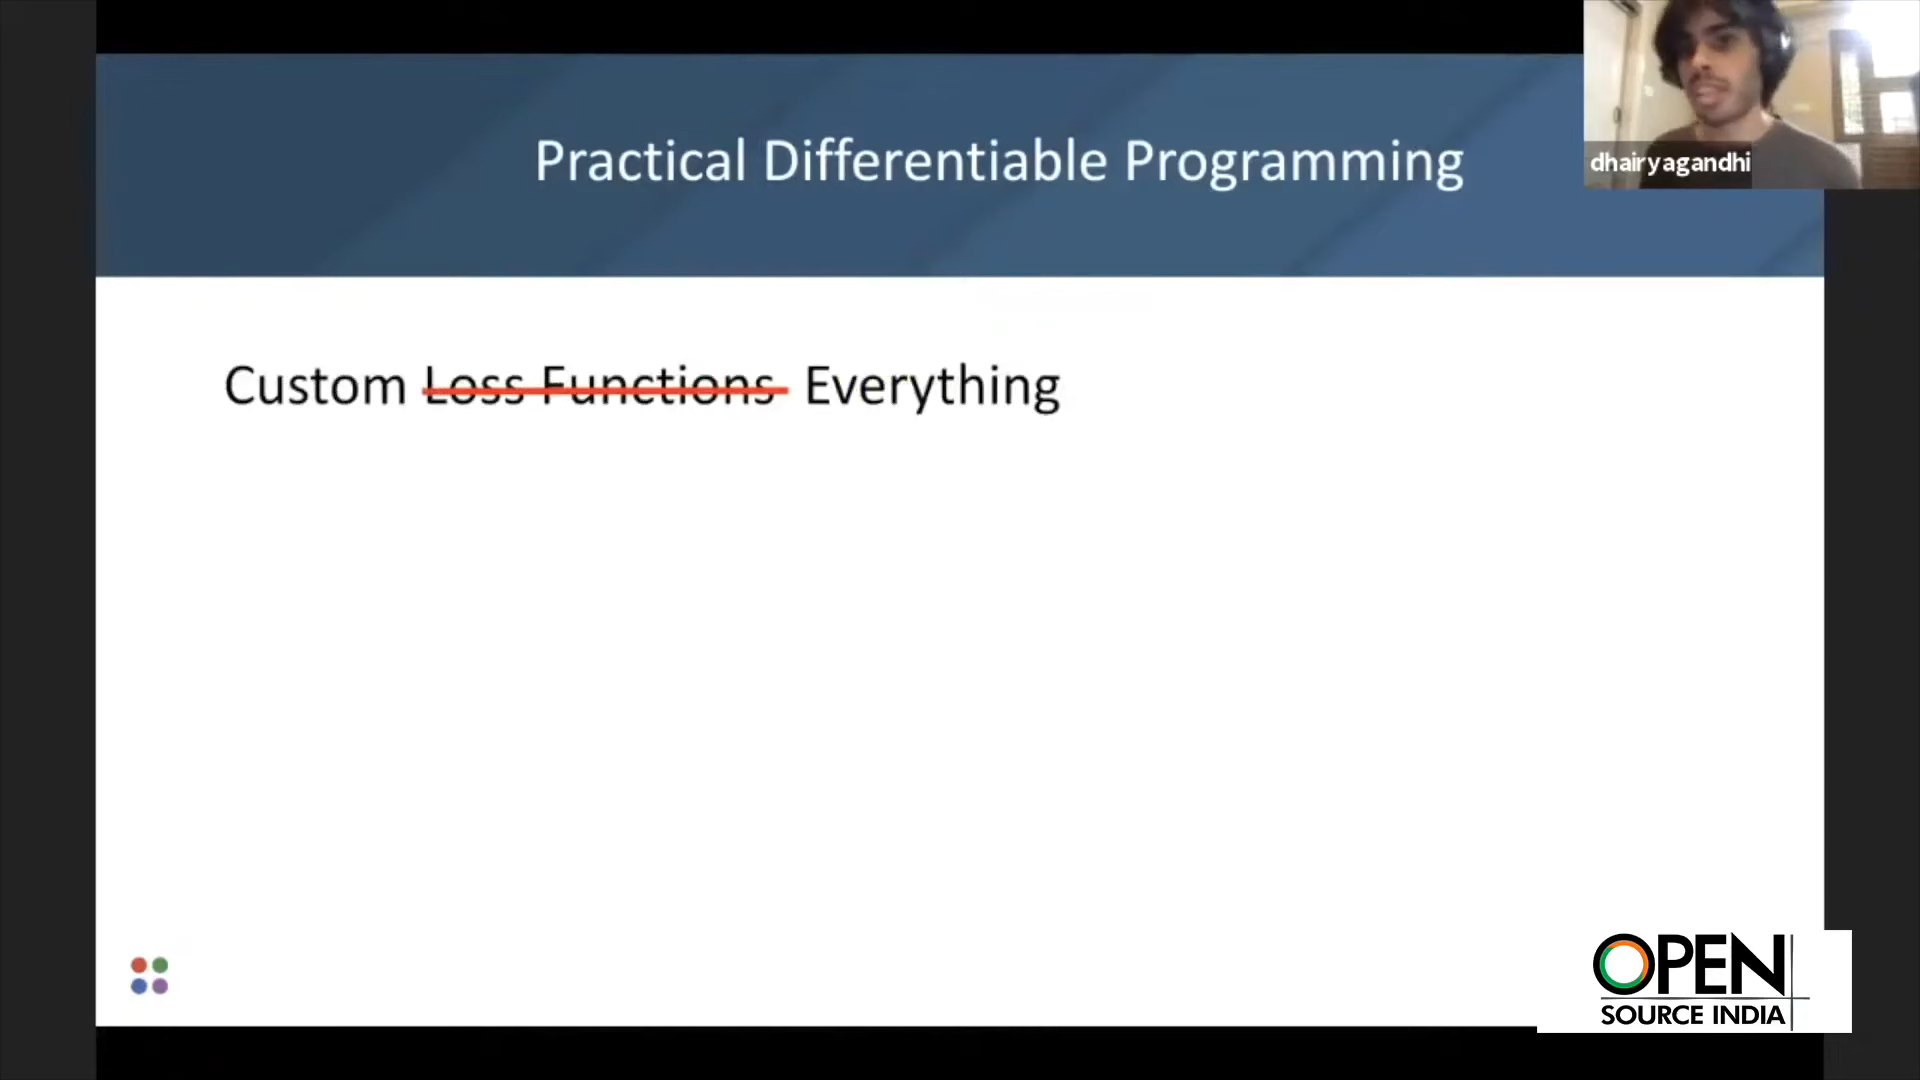 Practical Differentiable Programming
dhairyagandhi
Custom Loss Functions Everything
OPEN
SOURCE INDIA